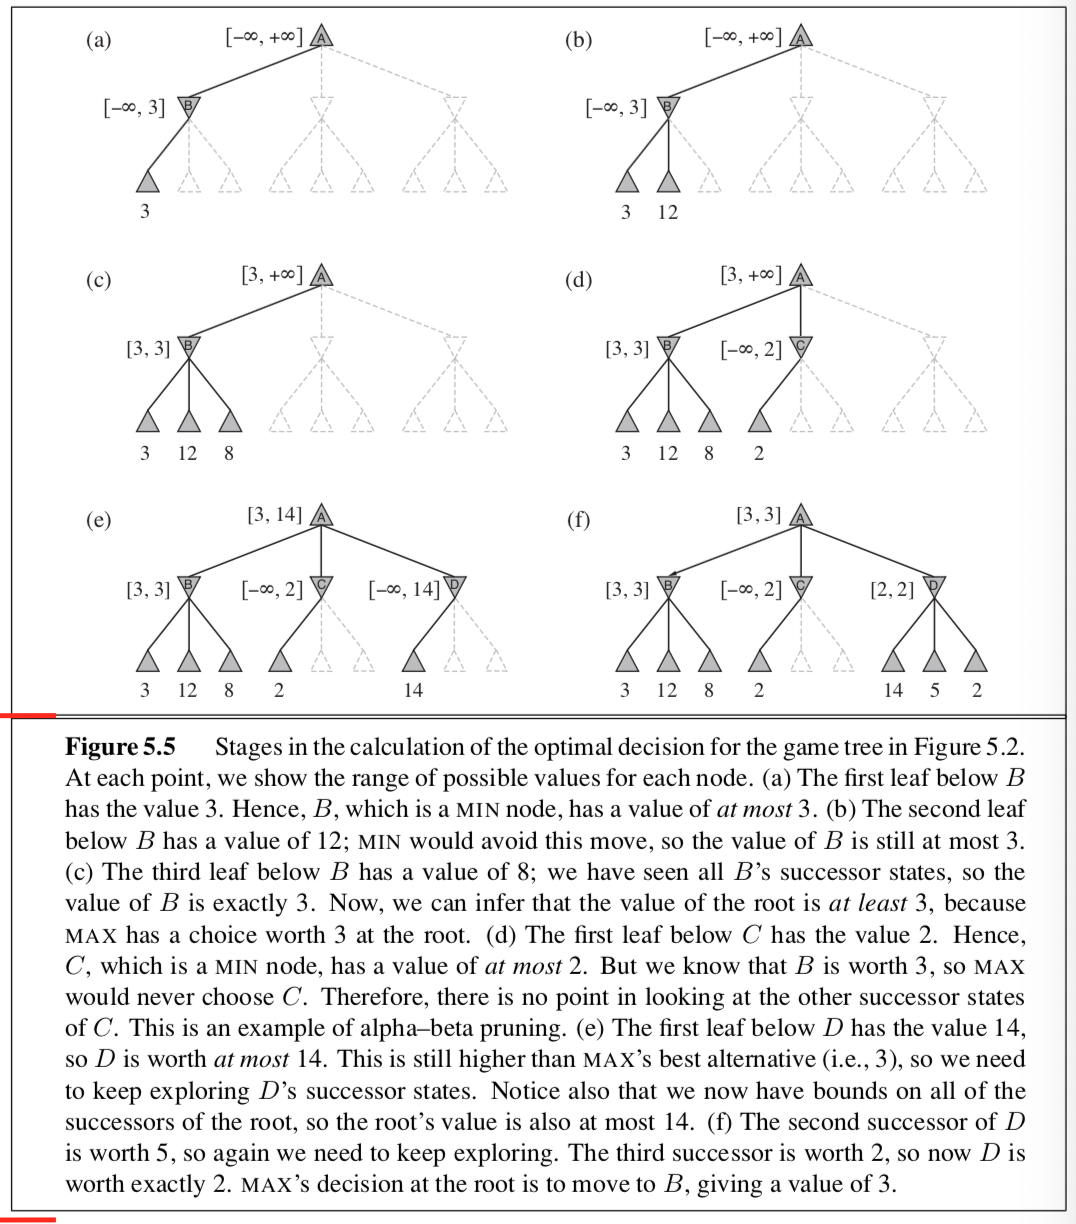 (a) [−∞, +∞] A
[−∞, 3] B
3
(b) [−∞, +∞] A
[−∞, 3] B
3 12
(c) [3, +∞] A
[3, 3] B
3 12 8
(d) [3, +∞] A
[3, 3] B [−∞, 2] C
3 12 8 2
(e) [3, 14] A
[3, 3] B [−∞, 2] C [−∞, 14] D
3 12 8 2 14
(f) [3, 3] A
[3, 3] B [−∞, 2] C [2, 2] D
3 12 8 2 14 5 2
Figure 5.5 Stages in the calculation of the optimal decision for the game tree in Figure 5.2.
At each point, we show the range of possible values for each node. (a) The first leaf below B
has the value 3. Hence, B, which is a MIN node, has a value of at most 3. (b) The second leaf
below B has a value of 12; MIN would avoid this move, so the value of B is still at most 3.
(c) The third leaf below B has a value of 8; we have seen all B's successor states, so the
value of B is exactly 3. Now, we can infer that the value of the root is at least 3, because
MAX has a choice worth 3 at the root. (d) The first leaf below C has the value 2. Hence,
C, which is a MIN node, has a value of at most 2. But we know that B is worth 3, so MAX
would never choose C. Therefore, there is no point in looking at the other successor states
of C. This is an example of alpha–beta pruning. (e) The first leaf below D has the value 14,
so D is worth at most 14. This is still higher than MAX's best alternative (i.e., 3), so we need
to keep exploring D's successor states. Notice also that we now have bounds on all of the
successors of the root, so the root's value is also at most 14. (f) The second successor of D
is worth 5, so again we need to keep exploring. The third successor is worth 2, so now D is
worth exactly 2. MAX's decision at the root is to move to B, giving a value of 3.